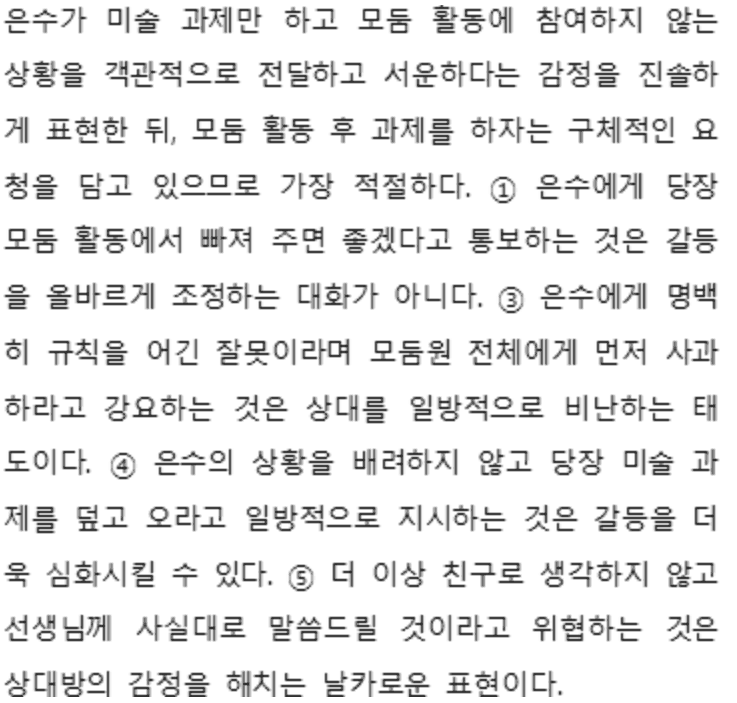 은수가 미술 과제만 하고 모둠 활동에 참여하지 않는
상황을 객관적으로 전달하고 서운하다는 감정을 진솔하
게 표현한 뒤, 모둠 활동 후 과제를 하자는 구체적인 요
청을 담고 있으므로 가장 적절하다. ① 은수에게 당장
모둠 활동에서 빠져 주면 좋겠다고 통보하는 것은 갈등
을 올바르게 조정하는 대화가 아니다. ③ 은수에게 명백
히 규칙을 어긴 잘못이라며 모둠원 전체에게 먼저 사과
하라고 강요하는 것은 상대를 일방적으로 비난하는 태
도이다. ④ 은수의 상황을 배려하지 않고 당장 미술 과
제를 덮고 오라고 일방적으로 지시하는 것은 갈등을 더
욱 심화시킬 수 있다. ⑤ 더 이상 친구로 생각하지 않고
선생님께 사실대로 말씀드릴 것이라고 위협하는 것은
상대방의 감정을 해치는 날카로운 표현이다.